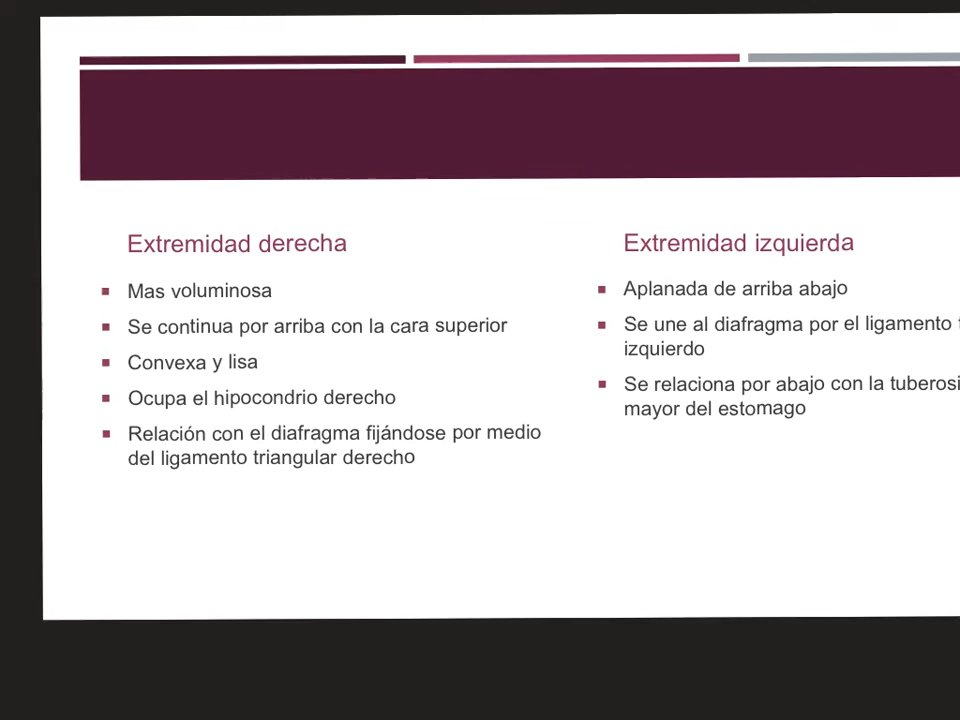 Extremidad derecha
Mas voluminosa
Se continua por arriba con la cara superior
Convexa y lisa
Ocupa el hipocondrio derecho
Relación con el diafragma fijándose por medio
del ligamento triangular derecho
Extremidad izquierda
Aplanada de arriba abajo
Se une al diafragma por el ligamento
izquierdo
Se relaciona por abajo con la
mayor del estomago